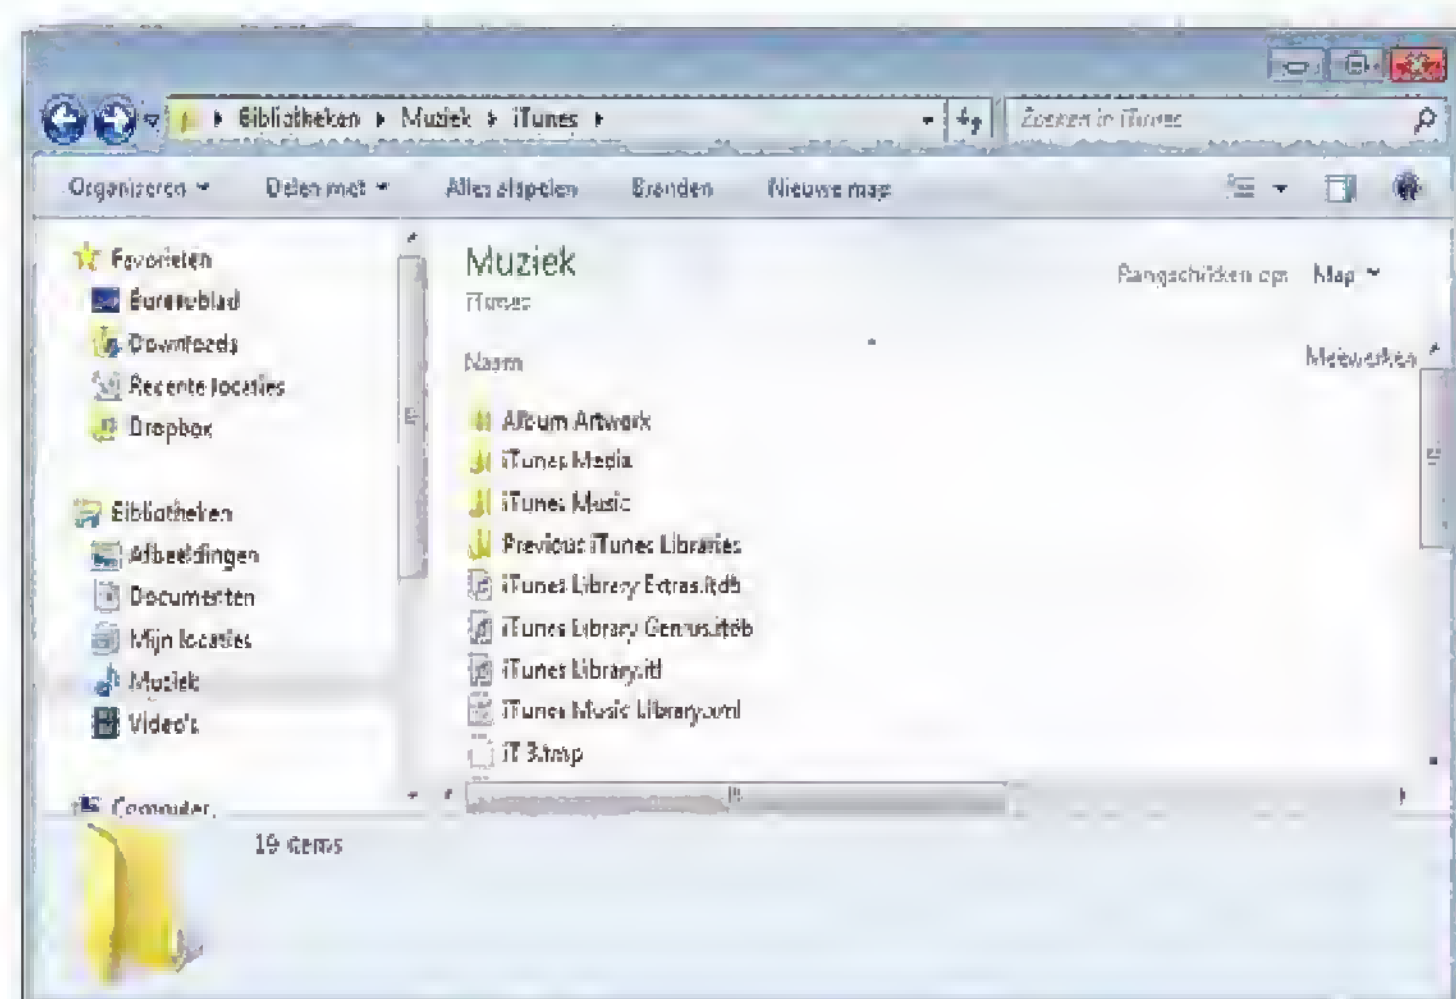 Bibliotheken Muziek iTunes Zoeken in iTunes
Organiseren Delen met Alles afspelen Branden Nieuwe map
Favorieten
Bureaublad
Downloads
Recente locaties
Dropbox
Bibliotheken
Afbeeldingen
Documenten
Mijn locaties
Muziek
Video's
Computer
Muziek
iTunes
Rangschikken op: Map
Naam Meewerken
Album Artwork
iTunes Media
iTunes Music
Previous iTunes Libraries
iTunes Library Extras.itdb
iTunes Library Genius.itdb
iTunes Library.itl
iTunes Music Library.xml
iT 3.tmp
19 items